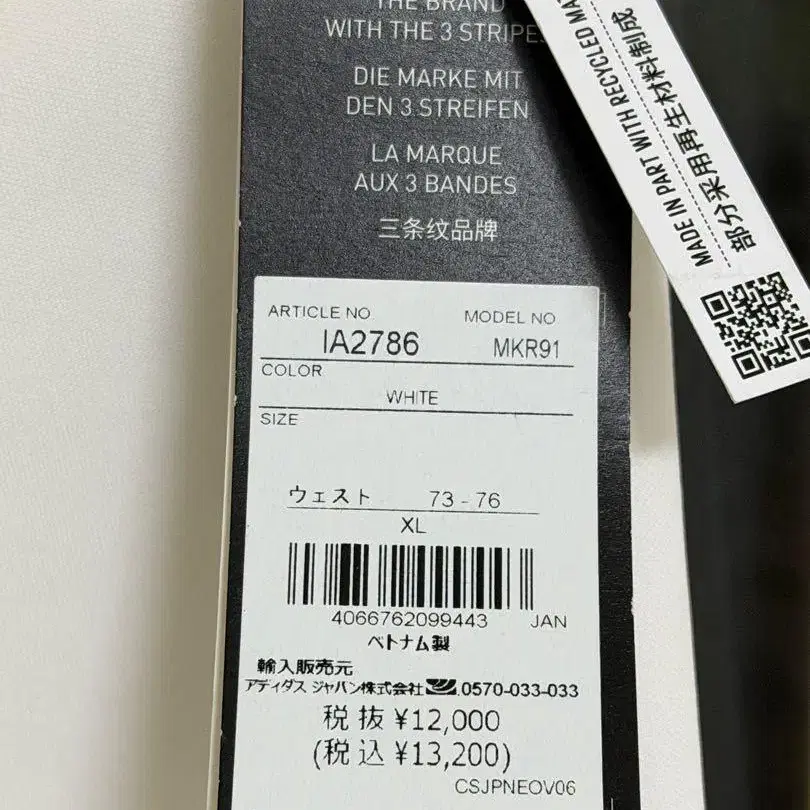 THE BRAND
WITH THE 3 STRIPES
DIE MARKE MIT
DEN 3 STREIFEN
LA MARQUE
AUX 3 BANDES
三条纹品牌
MADE IN PART WITH RECYCLED
部分采用再生材料制成
ARTICLE NO
MODEL NO
IA2786
MKR91
COLOR
WHITE
SIZE
ウェスト 73 - 76
XL
4066762099443 JAN
ベトナム製
輸入販売元
アディダス ジャパン株式会社 0570-033-033
税抜 ¥12,000
(税込 ¥13,200)
CSJPNEOV06